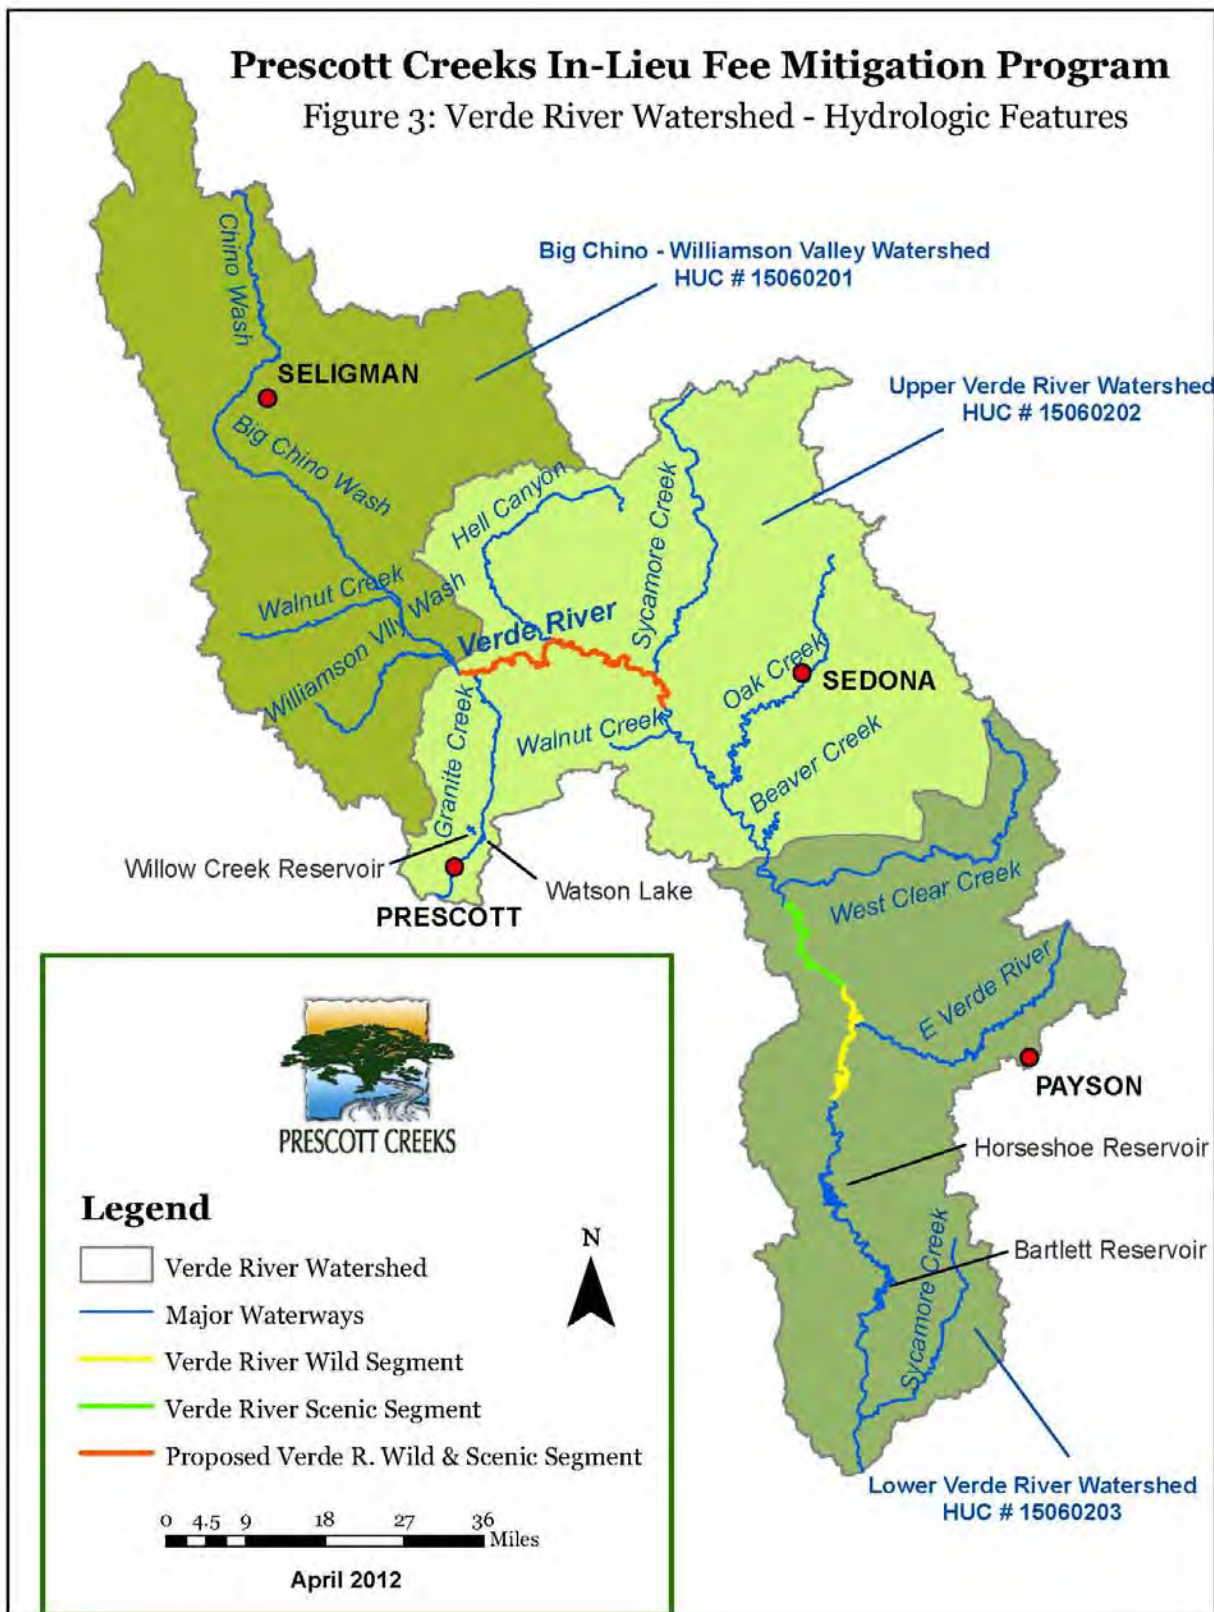 Prescott Creeks In-Lieu Fee Mitigation Program
Figure 3: Verde River Watershed - Hydrologic Features
Chino Wash
Big Chino - Williamson Valley Watershed
HUC # 15060201
SELIGMAN
Upper Verde River Watershed
HUC # 15060202
Big Chino Wash
Hell Canyon
Sycamore Creek
Walnut Creek
Williamson Vlly Wash
Verde River
Oak Creek
SEDONA
Granite Creek
Walnut Creek
Beaver Creek
Willow Creek Reservoir
Watson Lake
PRESCOTT
West Clear Creek
E Verde River
PAYSON
Horseshoe Reservoir
Bartlett Reservoir
Sycamore Creek
Lower Verde River Watershed
HUC # 15060203
PRESCOTT CREEKS
Legend
N
Verde River Watershed
Major Waterways
Verde River Wild Segment
Verde River Scenic Segment
Proposed Verde R. Wild & Scenic Segment
0 4.5 9 18 27 36
Miles
April 2012